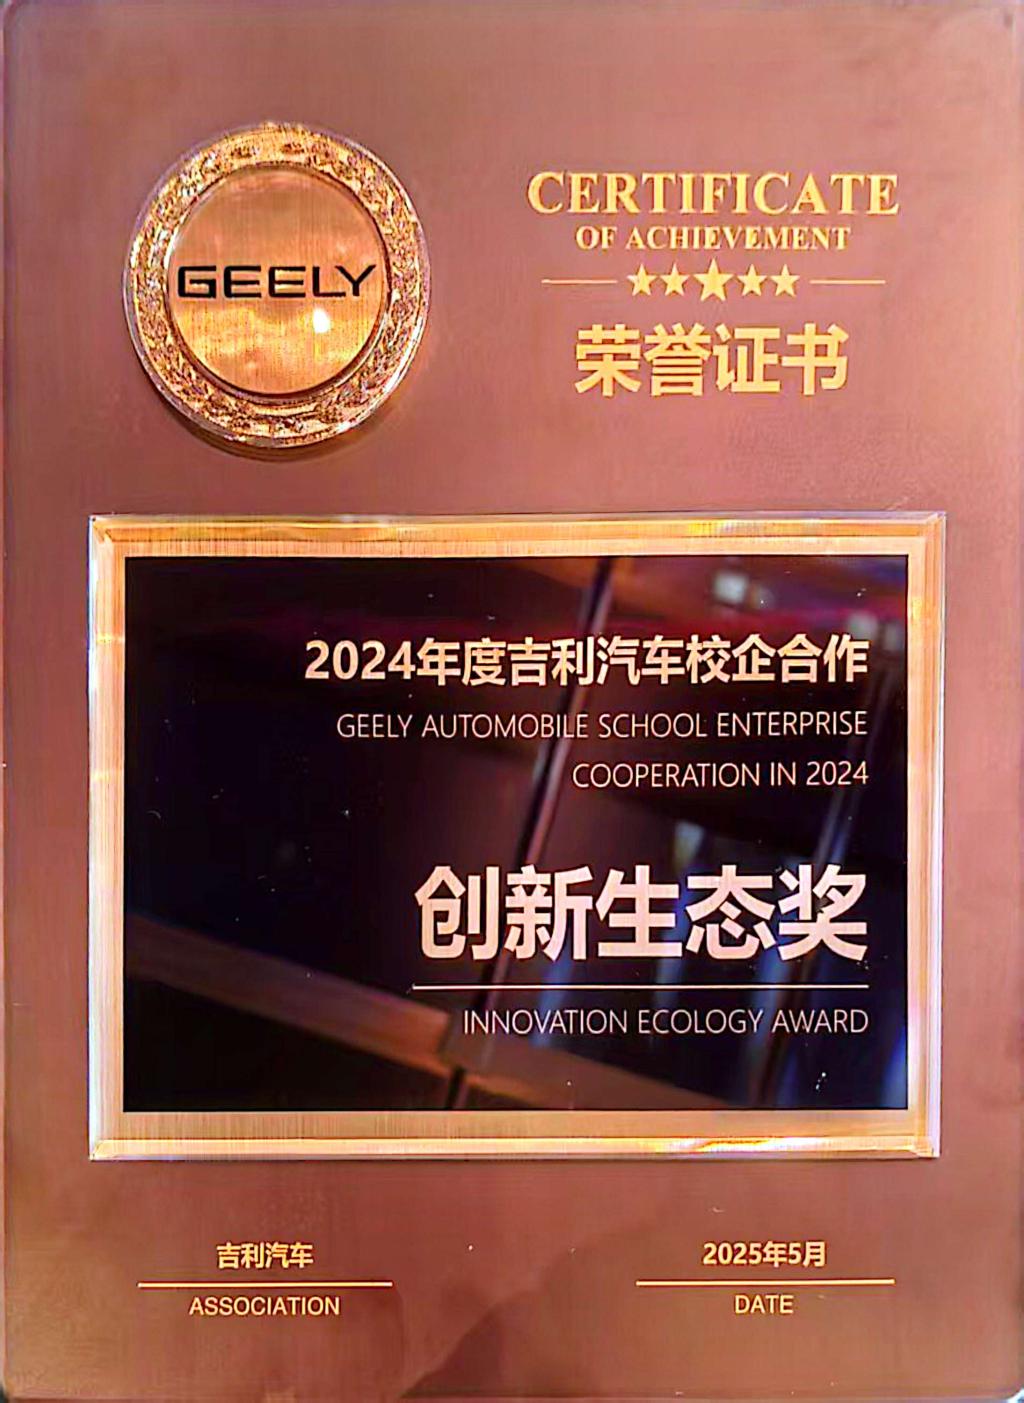 GEELY
CERTIFICATE
OF ACHIEVEMENT
荣誉证书
2024年度吉利汽车校企合作
GEELY AUTOMOBILE SCHOOL ENTERPRISE
COOPERATION IN 2024
创新生态奖
INNOVATION ECOLOGY AWARD
吉利汽车
ASSOCIATION
2025年5月
DATE